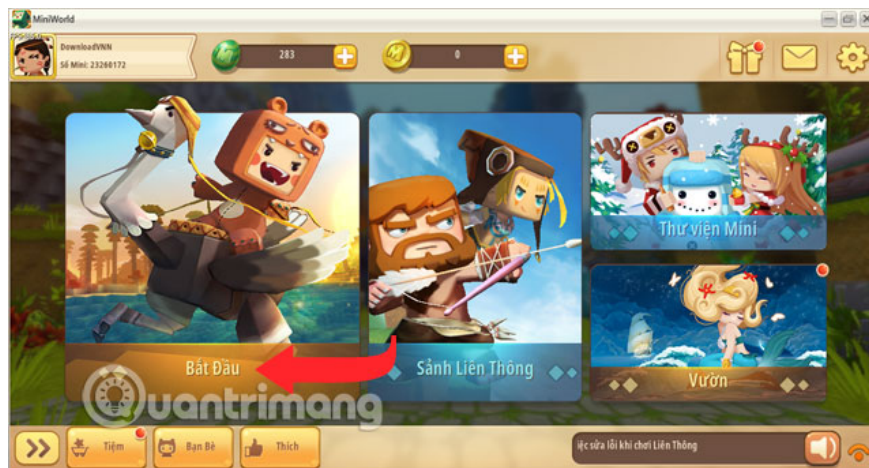 MiniWorld
DownloadVNN
Số Mini: 23260172
283
0
Thư viện Mini
Bắt Đầu
Sảnh Liên Thông
Vườn
Quantrimang
Tiệm
Bạn Bè
Thích
iệc sửa lỗi khi chơi Liên Thông